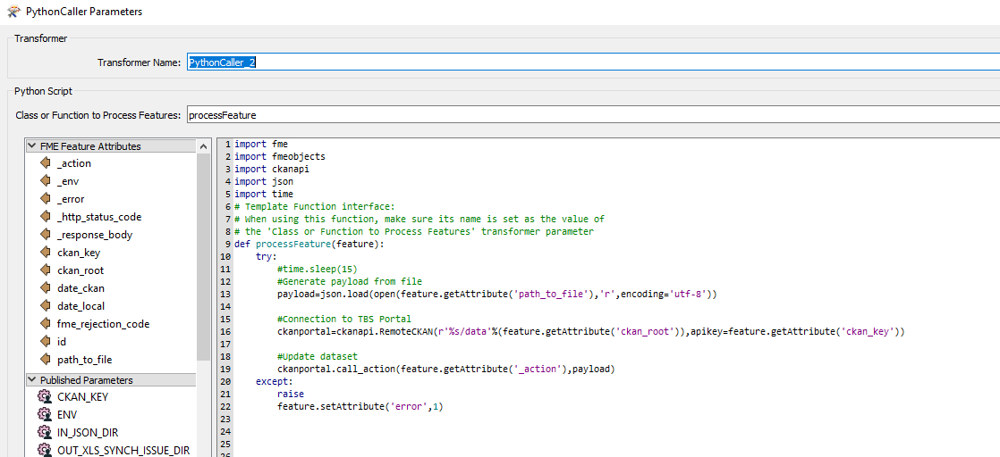 PythonCaller Parameters
Transformer
Transformer Name: PythonCaller_2
Python Script
Class or Function to Process Features: processFeature
FME Feature Attributes
_action
_env
_error
_http_status_code
_response_body
ckan_key
ckan_root
date_ckan
date_local
fme_rejection_code
id
path_to_file
Published Parameters
CKAN_KEY
ENV
IN_JSON_DIR
OUT_XLS_SYNCH_ISSUE_DIR
1 import fme
2 import fmeobjects
3 import ckanapi
4 import json
5 import time
6 # Template Function interface:
7 # When using this function, make sure its name is set as the value of
8 # the 'Class or Function to Process Features' transformer parameter
9 def processFeature(feature):
10     try:
11         #time.sleep(15)
12         #Generate payload from file
13         payload=json.load(open(feature.getAttribute('path_to_file'),'r',encoding='utf-8'))
14
15         #Connection to TBS Portal
16         ckanportal=ckanapi.RemoteCKAN(r'%s/data'%(feature.getAttribute('ckan_root')),apikey=feature.getAttribute('ckan_key'))
17
18         #Update dataset
19         ckanportal.call_action(feature.getAttribute('_action'),payload)
20     except:
21         raise
22         feature.setAttribute('error',1)
23
24
25
26